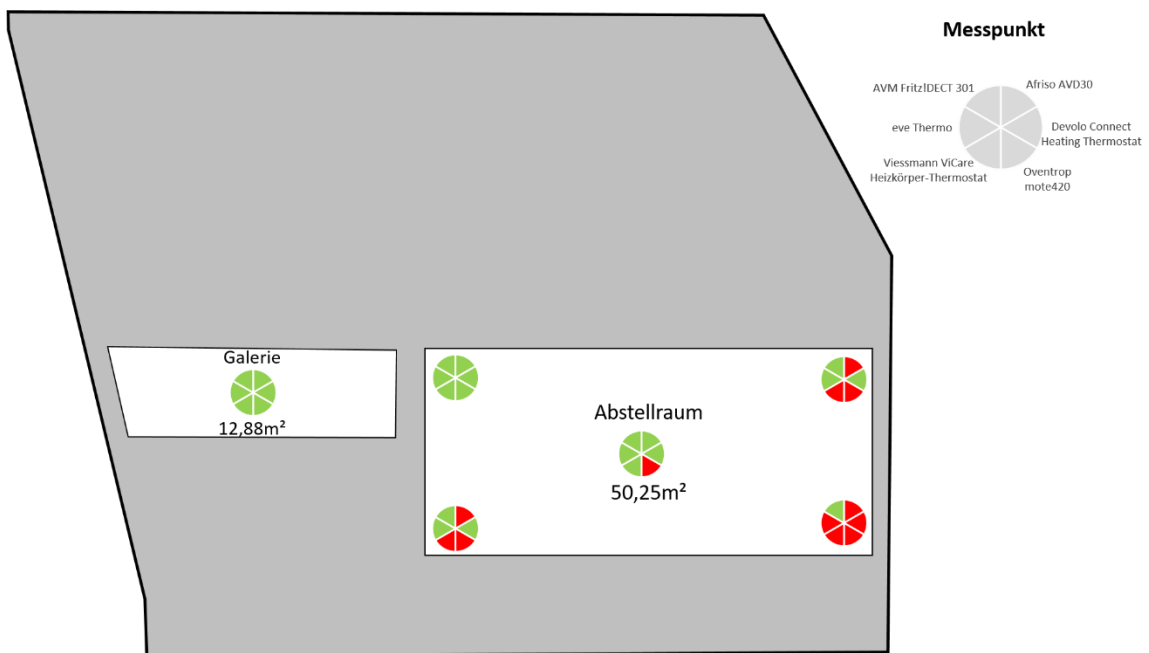 Messpunkt
AVM Fritz!DECT 301
Afriso AVD30
eve Thermo
Devolo Connect
Heating Thermostat
Viessmann ViCare
Heizkörper-Thermostat
Oventrop
mote420
Galerie
12,88m²
Abstellraum
50,25m²